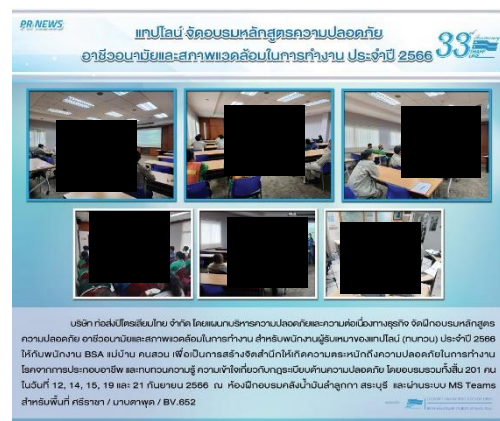 PR NEWS
แทปไลน์ จัดอบรมหลักสูตรความปลอดภัย
อาชีวอนามัยและสภาพแวดล้อมในการทำงาน ประจำปี 2566
33
บริษัท ท่อส่งปิโตรเลียมไทย จำกัด โดยแผนกบริหารความปลอดภัยและความต่อเนื่องทางธุรกิจ จัดฝึกอบรมหลักสูตร
ความปลอดภัย อาชีวอนามัยและสภาพแวดล้อมในการทำงาน สำหรับพนักงานผู้รับเหมาของแทปไลน์ (ทบทวน) ประจำปี 2566
ให้กับพนักงาน BSA แม่บ้าน คนสวน เพื่อเป็นการสร้างจิตสำนึกให้เกิดความตระหนักถึงความปลอดภัยในการทำงาน
โรคจากการประกอบอาชีพ และทบทวนความรู้ ความเข้าใจเกี่ยวกับกฎระเบียบด้านความปลอดภัย โดยอบรมรวมทั้งสิ้น 201 คน
ในวันที่ 12, 14, 15, 19 และ 21 กันยายน 2566 ณ ห้องฝึกอบรมคลังน้ำมันลำลูกกา สระบุรี และผ่านระบบ MS Teams
สำหรับพื้นที่ ศรีราชา / มาบตาพุด / BV.652